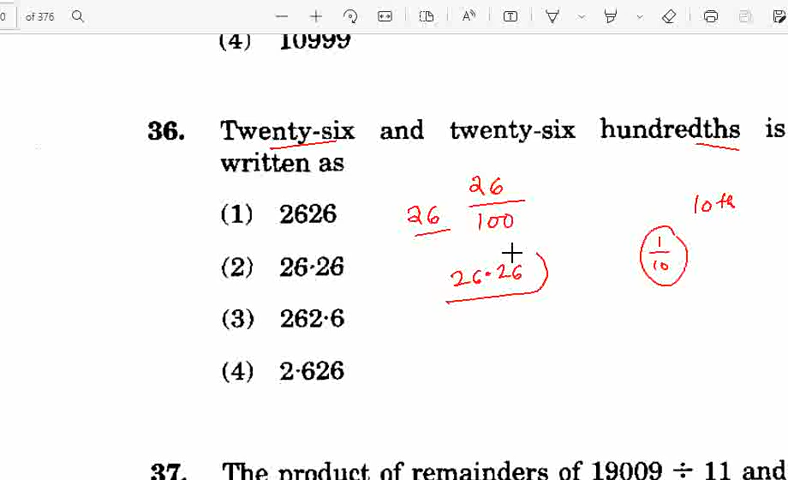 0 of 376
(4) 10999
36. Twenty-six and twenty-six hundredths is
written as
(1) 2626
26 26/100
10th
(2) 26·26
26·26
1/10
(3) 262·6
(4) 2·626
37. The product of remainders of 19009 ÷ 11 and